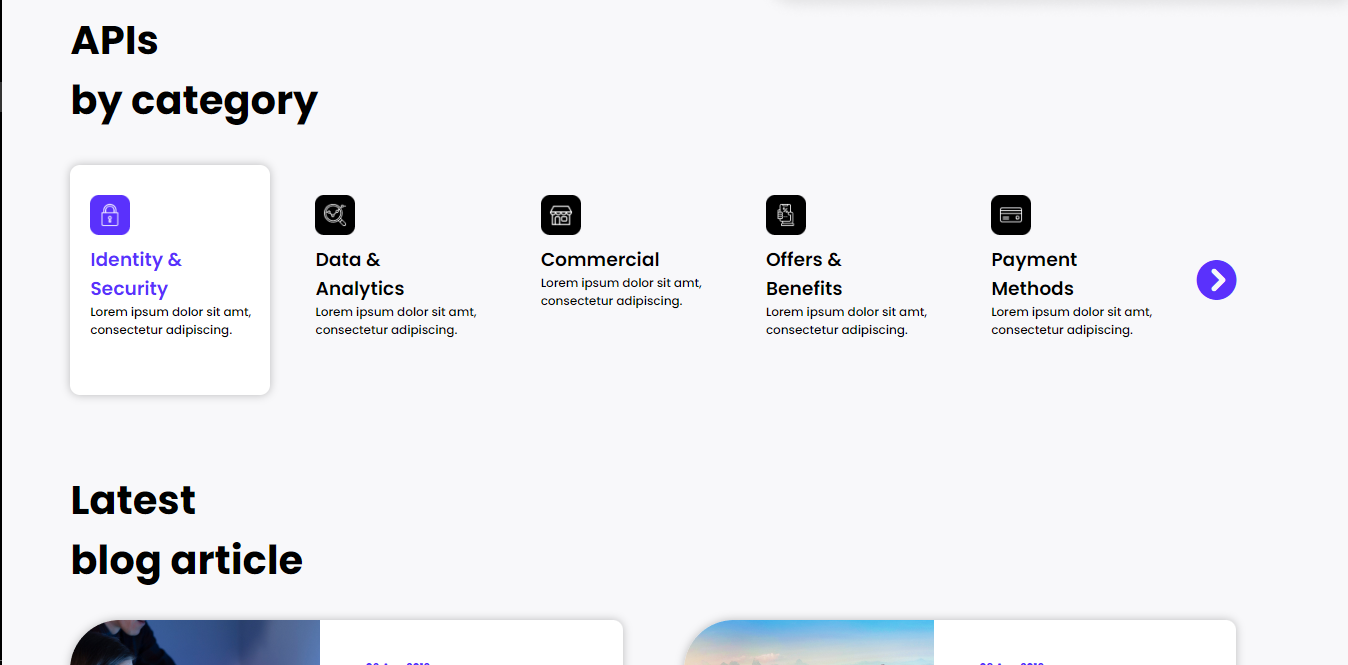 APIs
by category
Identity &
Security
Lorem ipsum dolor sit amt,
consectetur adipiscing.
Data &
Analytics
Lorem ipsum dolor sit amt,
consectetur adipiscing.
Commercial
Lorem ipsum dolor sit amt,
consectetur adipiscing.
Offers &
Benefits
Lorem ipsum dolor sit amt,
consectetur adipiscing.
Payment
Methods
Lorem ipsum dolor sit amt,
consectetur adipiscing.
Latest
blog article